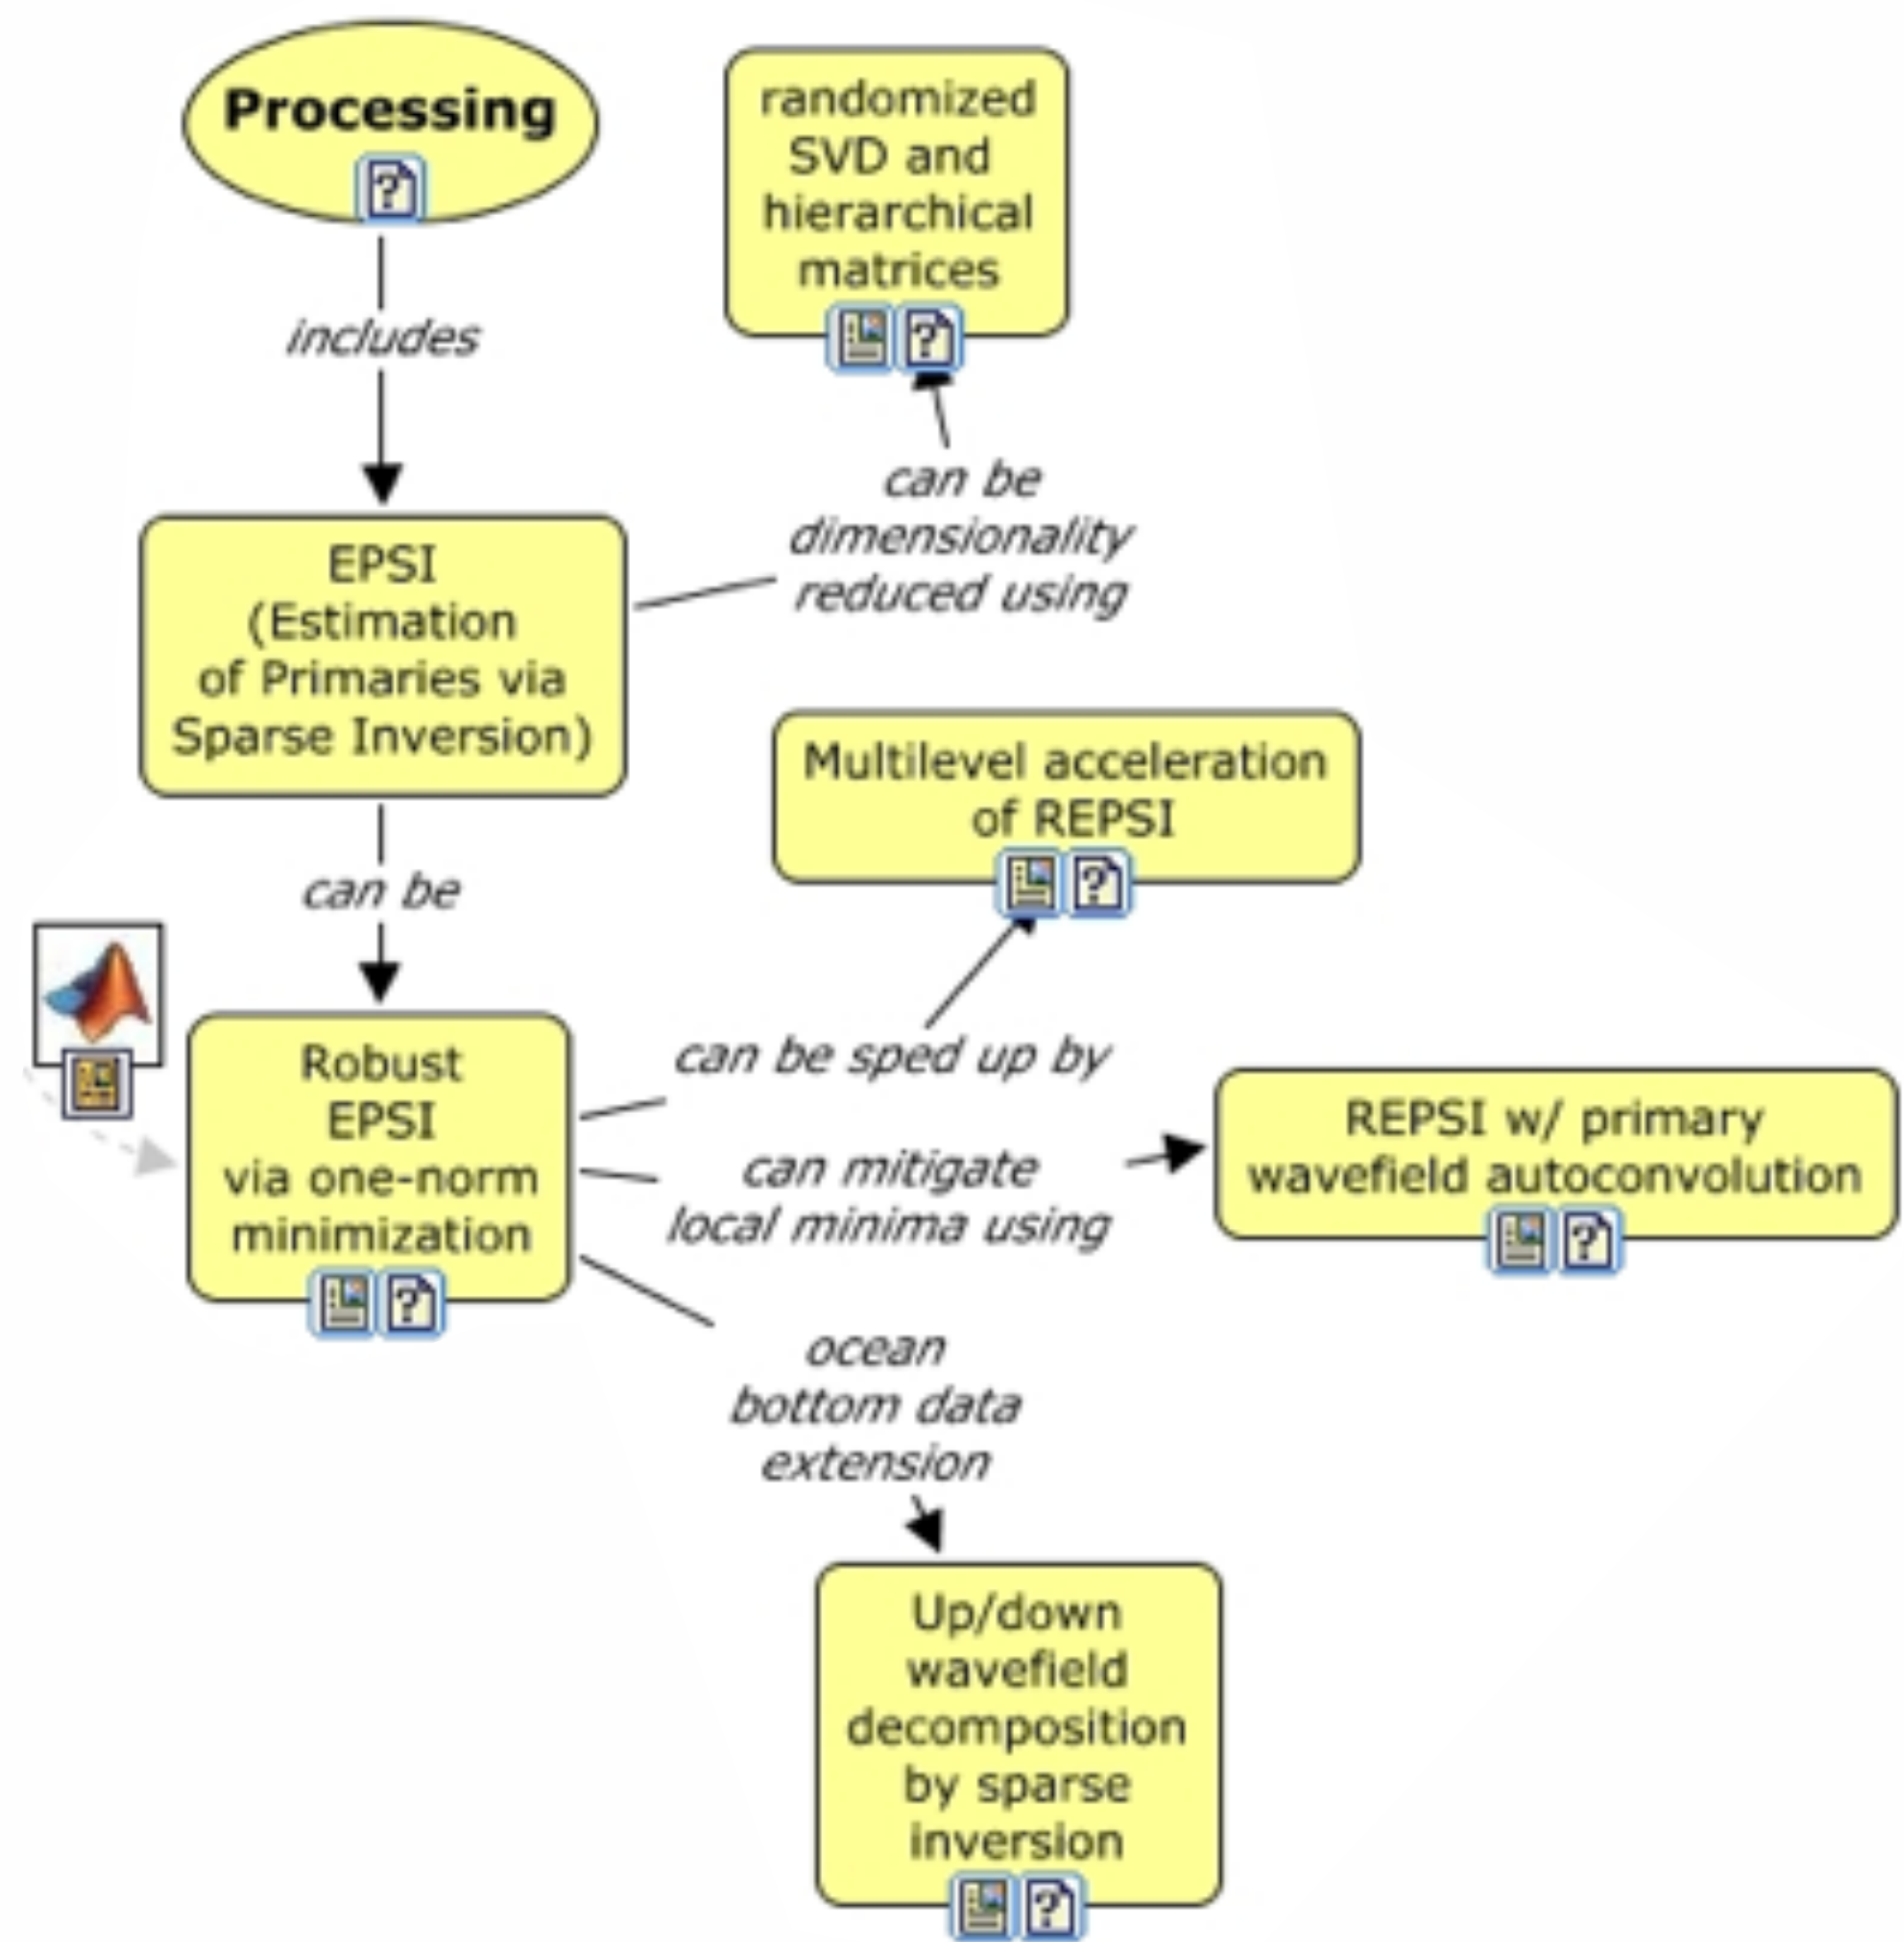 Processing
includes
randomized
SVD and
hierarchical
matrices
can be
dimensionality
reduced using
EPSI
(Estimation
of Primaries via
Sparse Inversion)
can be
Multilevel acceleration
of REPSI
Robust
EPSI
via one-norm
minimization
can be sped up by
can mitigate
local minima using
REPSI w/ primary
wavefield autoconvolution
ocean
bottom data
extension
Up/down
wavefield
decomposition
by sparse
inversion